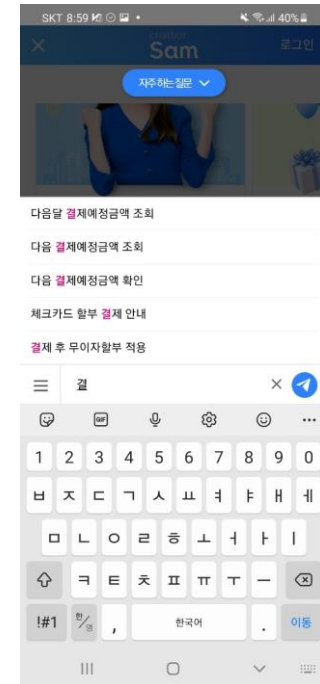 SKT 8:59
40%
chatbot
Sam
로그인
자주하는질문
다음달 결제예정금액 조회
다음 결제예정금액 조회
다음 결제예정금액 확인
체크카드 할부 결제 안내
결제 후 무이자할부 적용
결
GIF
1 2 3 4 5 6 7 8 9 0
ㅂ ㅈ ㄷ ㄱ ㅅ ㅛ ㅕ ㅑ ㅐ ㅔ
ㅁ ㄴ ㅇ ㄹ ㅎ ㅗ ㅓ ㅏ ㅣ
ㅋ ㅌ ㅊ ㅍ ㅠ ㅜ ㅡ
!#1 한/영 , 한국어 . 이동